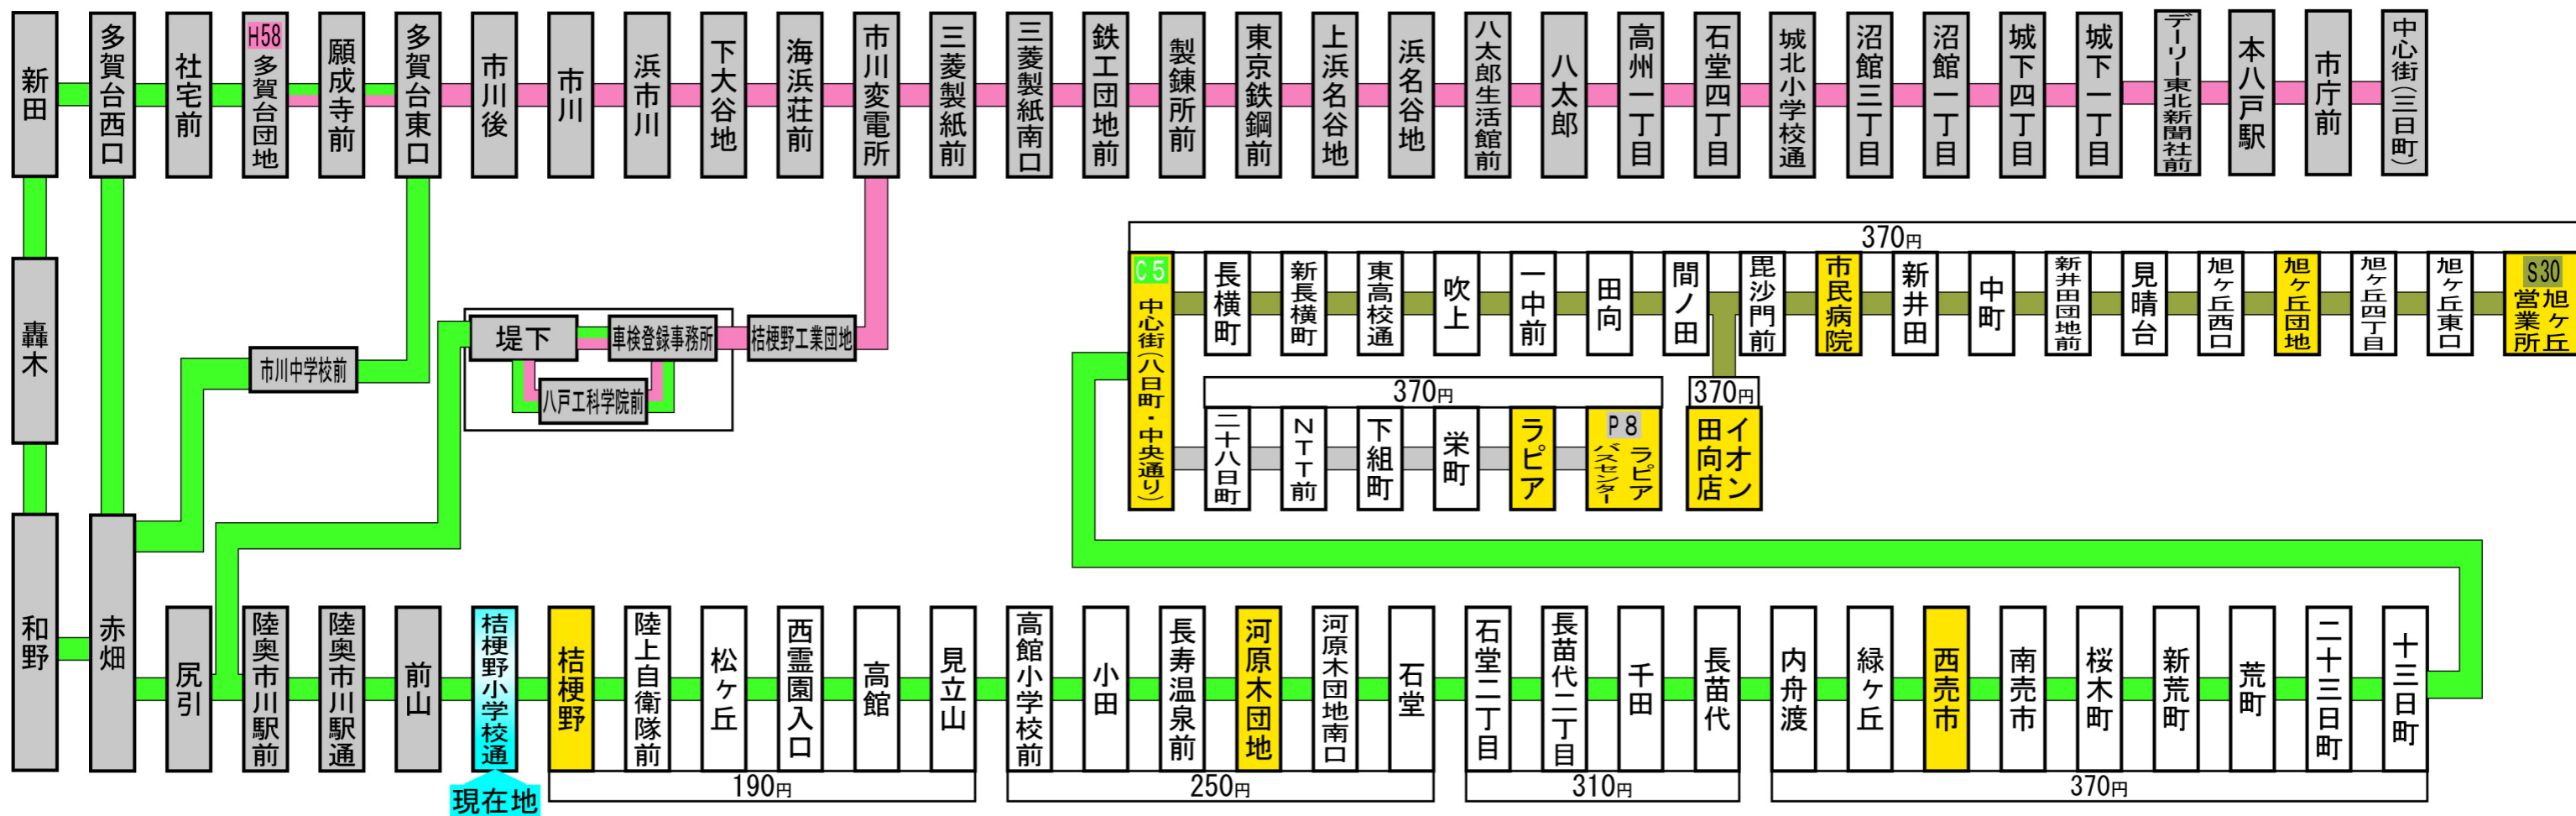 新田
多賀台西口
社宅前
H58
多賀台団地
願成寺前
多賀台東口
市川後
市川
浜市川
下大谷地
海浜荘前
市川変電所
三菱製紙前
三菱製紙南口
鉄工団地前
製錬所前
東京鉄鋼前
上浜名谷地
浜名谷地
八太郎生活館前
八太郎
高州一丁目
石堂四丁目
城北小学校通
沼館三丁目
沼館一丁目
城下四丁目
城下一丁目
デーリー東北新聞社前
本八戸駅
市庁前
中心街(三日町)
轟木
市川中学校前
堤下
車検登録事務所
桔梗野工業団地
八戸工科学院前
370円
C5
中心街(八日町・中央通り)
長横町
新長横町
東高校通
吹上
一中前
田向
間ノ田
毘沙門前
市民病院
新井田
中町
新井田団地前
見晴台
旭ヶ丘西口
旭ヶ丘団地
旭ヶ丘四丁目
旭ヶ丘東口
S30
旭ヶ丘
営業所
370円
370円
二十八日町
NTT前
下組町
栄町
ラピア
P8
ラピア
バスセンター
イオン
田向店
和野
赤畑
尻引
陸奥市川駅前
陸奥市川駅通
前山
桔梗野小学校通
桔梗野
陸上自衛隊前
松ヶ丘
西霊園入口
高館
見立山
高館小学校前
小田
長寿温泉前
河原木団地
河原木団地南口
石堂
石堂二丁目
長苗代二丁目
千田
長苗代
内舟渡
緑ヶ丘
西売市
南売市
桜木町
新荒町
荒町
二十三日町
十三日町
現在地
190円
250円
310円
370円